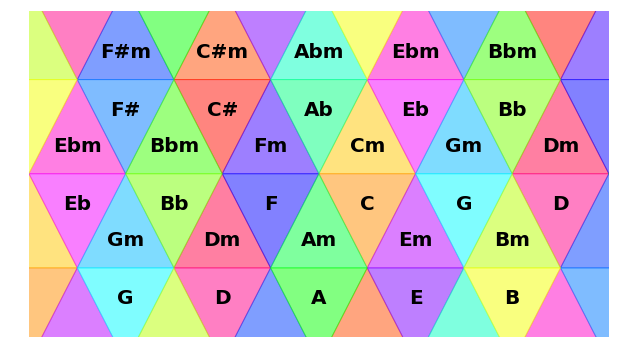 F#m C#m Abm Ebm Bbm
F# C# Ab Eb Bb
Ebm Bbm Fm Cm Gm Dm
Eb Bb F C G D
Gm Dm Am Em Bm
G D A E B